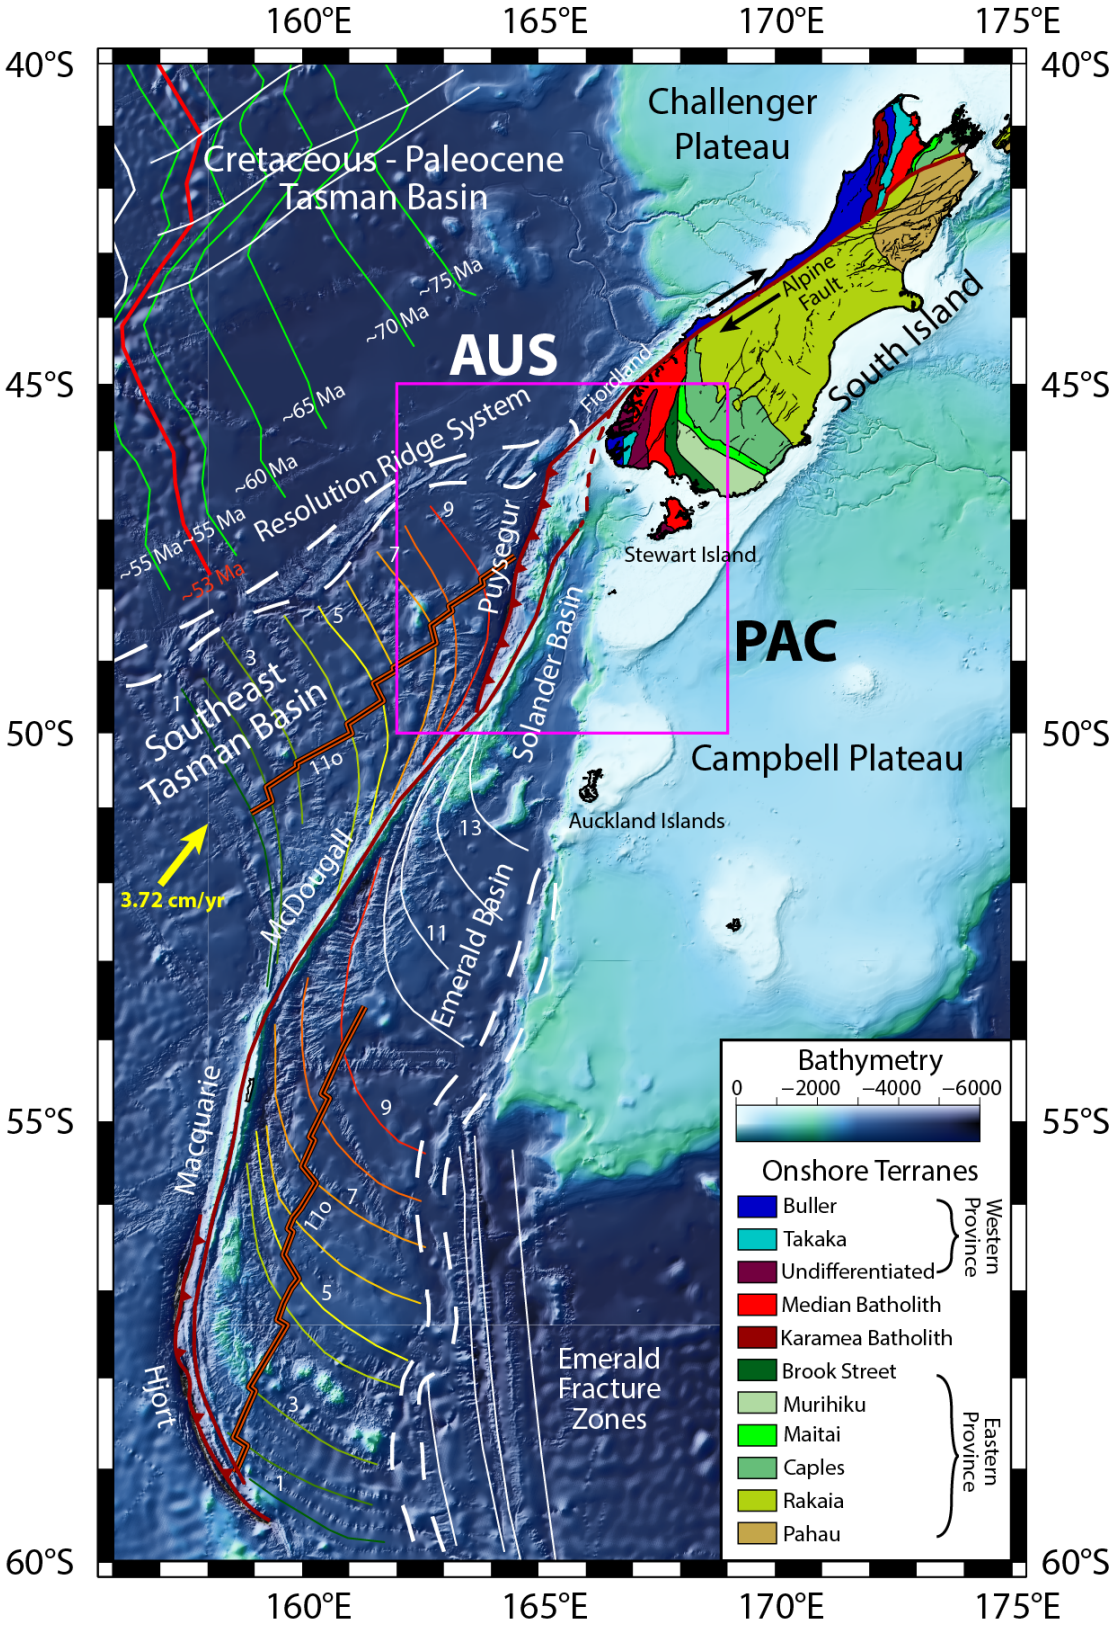 160°E 165°E 170°E 175°E
40°S 40°S
Challenger
Plateau
Cretaceous - Paleocene
Tasman Basin
~75 Ma
~70 Ma
Alpine
Fault
South Island
AUS
Fiordland
45°S 45°S
~65 Ma
Resolution Ridge System
~60 Ma
~55 Ma
~55 Ma
~53 Ma
9
7
5
3
1
Puysegur
Stewart Island
Solander Basin
PAC
Southeast
Tasman Basin
11o
50°S 50°S
Campbell Plateau
Auckland Islands
13
11
Emerald Basin
McDougall
3.72 cm/yr
Macquarie
55°S 55°S
9
7
11o
5
3
1
Hjort
Emerald
Fracture
Zones
Bathymetry
0 −2000 −4000 −6000
Onshore Terranes
Buller
Takaka
Undifferentiated
Western
Province
Median Batholith
Karamea Batholith
Brook Street
Murihiku
Maitai
Caples
Rakaia
Pahau
Eastern
Province
60°S 60°S
160°E 165°E 170°E 175°E